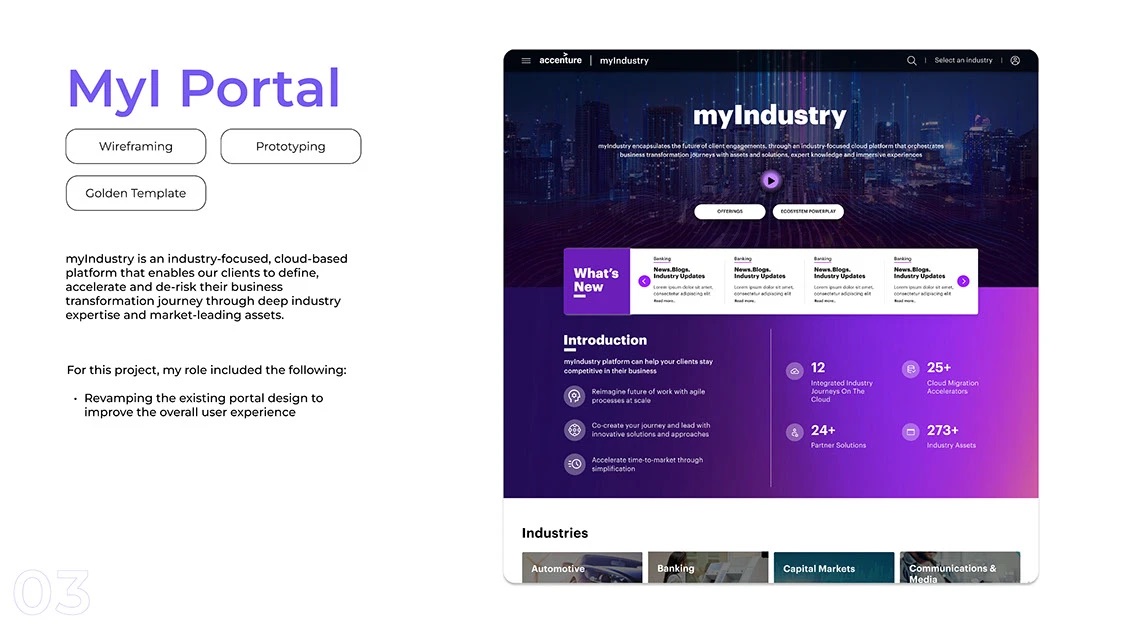 MyI Portal
Wireframing
Prototyping
Golden Template
myIndustry is an industry-focused, cloud-based
platform that enables our clients to define,
accelerate and de-risk their business
transformation journey through deep industry
expertise and market-leading assets.
For this project, my role included the following:
• Revamping the existing portal design to
improve the overall user experience
03
accenture | myIndustry
| Select an industry |
myIndustry
myIndustry encapsulates the future of client engagements, through an industry-focused cloud platform that orchestrates
business transformation journeys with assets and solutions, expert knowledge and immersive experiences
OFFERINGS
ECOSYSTEM POWERPLAY
What's
New
Banking
News.Blogs.
Industry Updates
Lorem ipsum dolor sit amet,
consectetur adipiscing elit
Read more..
Banking
News.Blogs.
Industry Updates
Lorem ipsum dolor sit amet,
consectetur adipiscing elit
Read more..
Banking
News.Blogs.
Industry Updates
Lorem ipsum dolor sit amet,
consectetur adipiscing elit
Read more..
Banking
News.Blogs.
Industry Updates
Lorem ipsum dolor sit amet,
consectetur adipiscing elit
Read more..
Introduction
myIndustry platform can help your clients stay
competitive in their business
Reimagine future of work with agile
processes at scale
Co-create your journey and lead with
innovative solutions and approaches
Accelerate time-to-market through
simplification
12
Integrated Industry
Journeys On The
Cloud
25+
Cloud Migration
Accelerators
24+
Partner Solutions
273+
Industry Assets
Industries
Automotive
Banking
Capital Markets
Communications &
Media